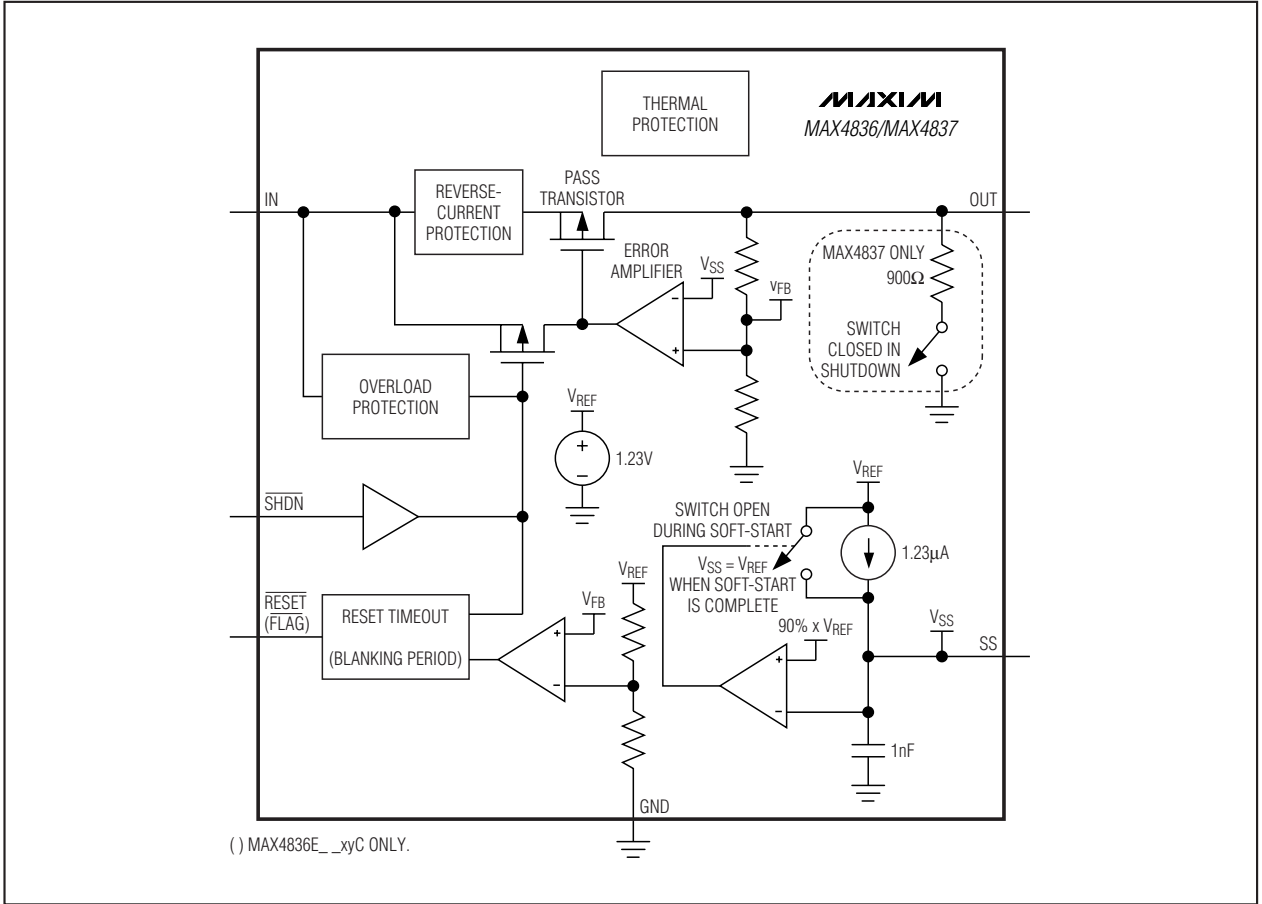 THERMAL
PROTECTION
MAXIM
MAX4836/MAX4837
IN
REVERSE-
CURRENT
PROTECTION
PASS
TRANSISTOR
OUT
ERROR
AMPLIFIER
VSS
VFB
−
+
MAX4837 ONLY
900Ω
SWITCH
CLOSED IN
SHUTDOWN
OVERLOAD
PROTECTION
VREF
+
−
1.23V
SHDN
SWITCH OPEN
DURING SOFT-START
VSS = VREF
WHEN SOFT-START
IS COMPLETE
VREF
1.23µA
RESET
(FLAG)
RESET TIMEOUT
(BLANKING PERIOD)
VFB
+
−
VREF
90% x VREF
+
−
VSS
SS
1nF
GND
( ) MAX4836E_ _xyC ONLY.